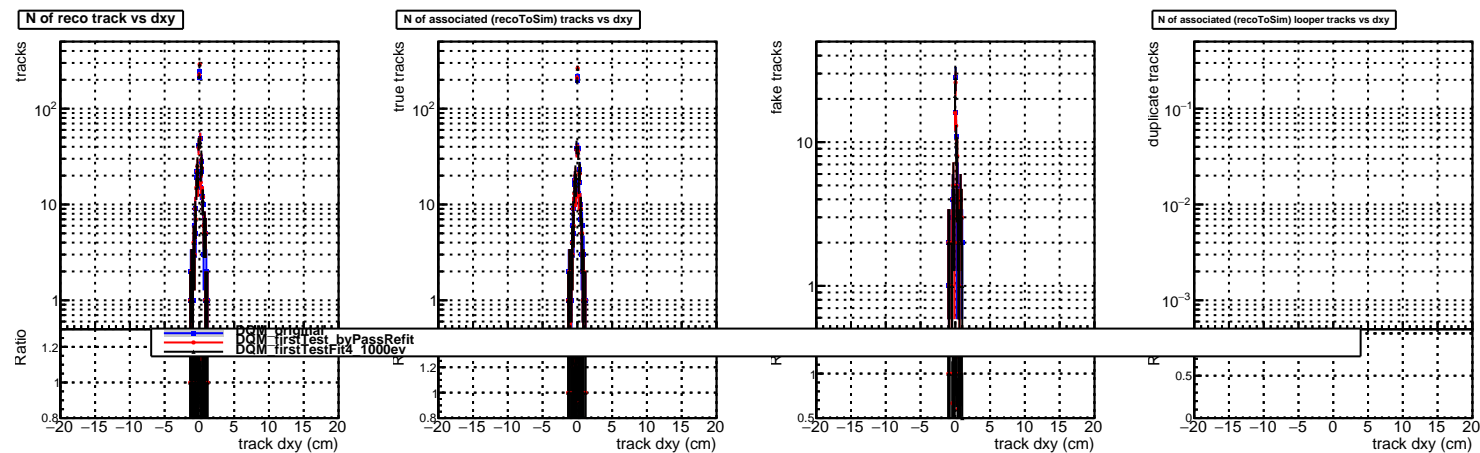 N of reco track vs dxy
tracks
10²
10
1
Ratio
1.2
1
0.8
−20 −15 −10 −5 0 5 10 15 20
track dxy (cm)
N of associated (recoToSim) tracks vs dxy
true tracks
10²
10
1
1.2
1
0.8
−20 −15 −10 −5 0 5 10 15 20
track dxy (cm)
fake tracks
10
1
1
0.5
−20 −15 −10 −5 0 5 10 15 20
track dxy (cm)
N of associated (recoToSim) looper tracks vs dxy
duplicate tracks
10⁻¹
10⁻²
10⁻³
0.5
0
−20 −15 −10 −5 0 5 10 15 20
track dxy (cm)
DQM_original
DQM_firstTest_byPassRefit
DQM_firstTestFit4_1000ev